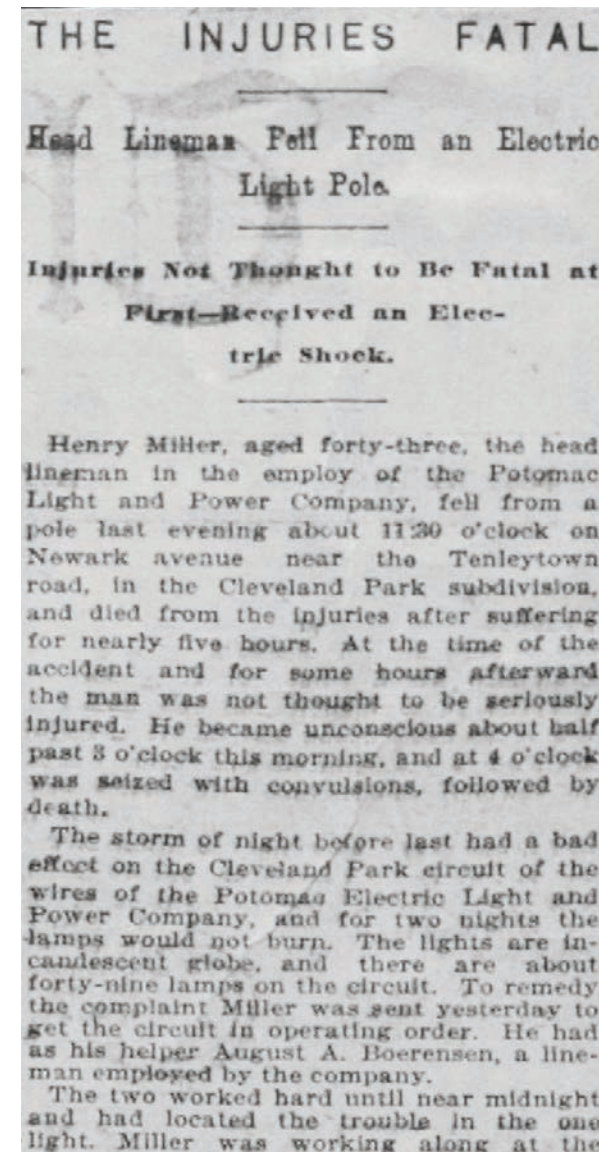 THE INJURIES FATAL
Head Lineman Fell From an Electric
Light Pole.
Injuries Not Thought to Be Fatal at
First—Received an Elec-
tric Shock.
Henry Miller, aged forty-three, the head
lineman in the employ of the Potomac
Light and Power Company, fell from a
pole last evening about 11:30 o'clock on
Newark avenue near the Tenleytown
road, in the Cleveland Park subdivision,
and died from the injuries after suffering
for nearly five hours. At the time of the
accident and for some hours afterward
the man was not thought to be seriously
injured. He became unconscious about half
past 3 o'clock this morning, and at 4 o'clock
was seized with convulsions, followed by
death.
The storm of night before last had a bad
effect on the Cleveland Park circuit of the
wires of the Potomac Electric Light and
Power Company, and for two nights the
lamps would not burn. The lights are in-
candescent globe, and there are about
forty-nine lamps on the circuit. To remedy
the complaint Miller was sent yesterday to
get the circuit in operating order. He had
as his helper August A. Boerensen, a line-
man employed by the company.
The two worked hard until near midnight
and had located the trouble in the one
light. Miller was working along at the